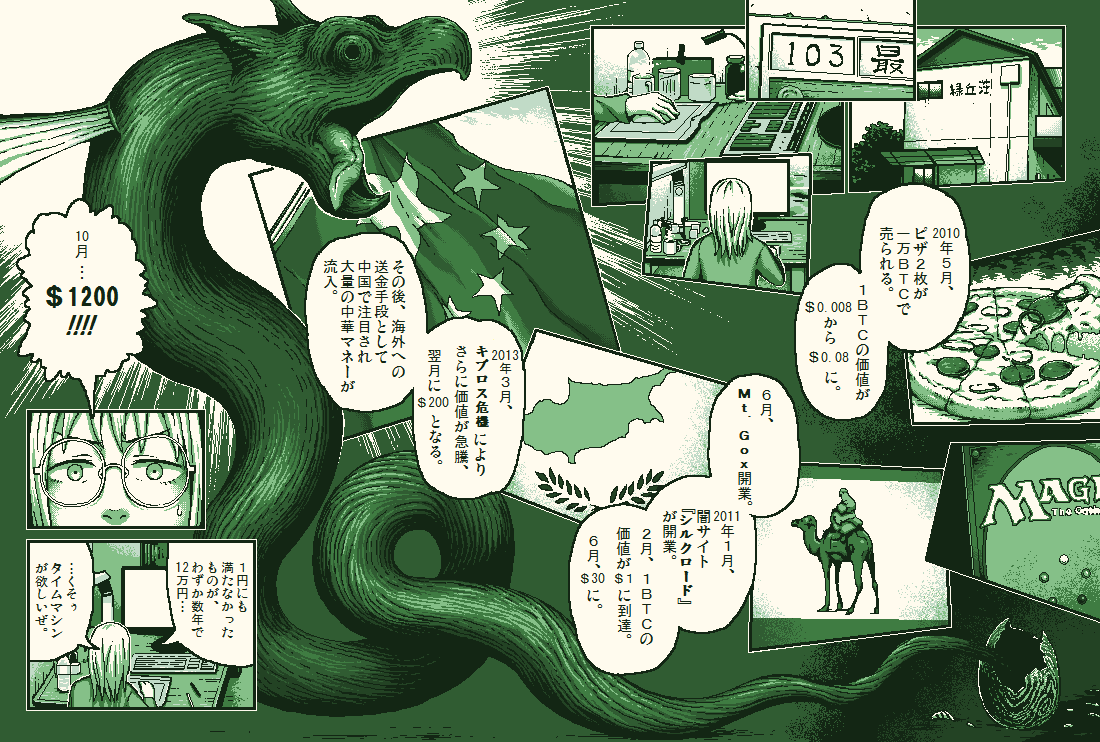 103
最
緑丘荘
2010年5月、
ピザ2枚が
一万BTCで
売られる。
1BTCの価値が
$0.008
から
$0.08
に。
MAGI
6月、
Mt.Gox開業。
2011年1月、
闇サイト
『シルクロード』
が開業。
2月、1BTCの
価値が$1に到達。
6月、$30に。
2013年3月、
キプロス危機により
さらに価値が急騰、
翌月に$200となる。
その後、海外への
送金手段として
中国で注目され
大量の中華マネーが
流入。
10月…
$1200
!!!!
1円にも
満たなかった
ものが、
わずか数年で
12万円…
…くそぅ
タイムマシン
が欲しいぜ。